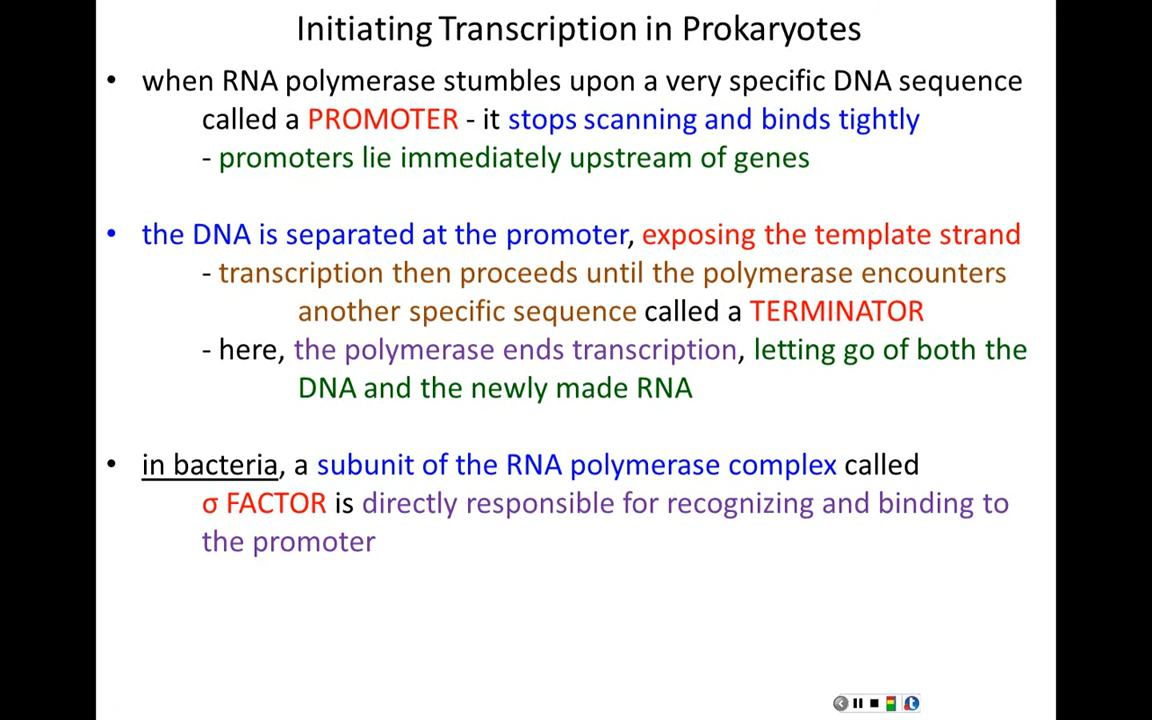 Initiating Transcription in Prokaryotes
• when RNA polymerase stumbles upon a very specific DNA sequence
called a PROMOTER - it stops scanning and binds tightly
- promoters lie immediately upstream of genes
• the DNA is separated at the promoter, exposing the template strand
- transcription then proceeds until the polymerase encounters
another specific sequence called a TERMINATOR
- here, the polymerase ends transcription, letting go of both the
DNA and the newly made RNA
• in bacteria, a subunit of the RNA polymerase complex called
σ FACTOR is directly responsible for recognizing and binding to
the promoter